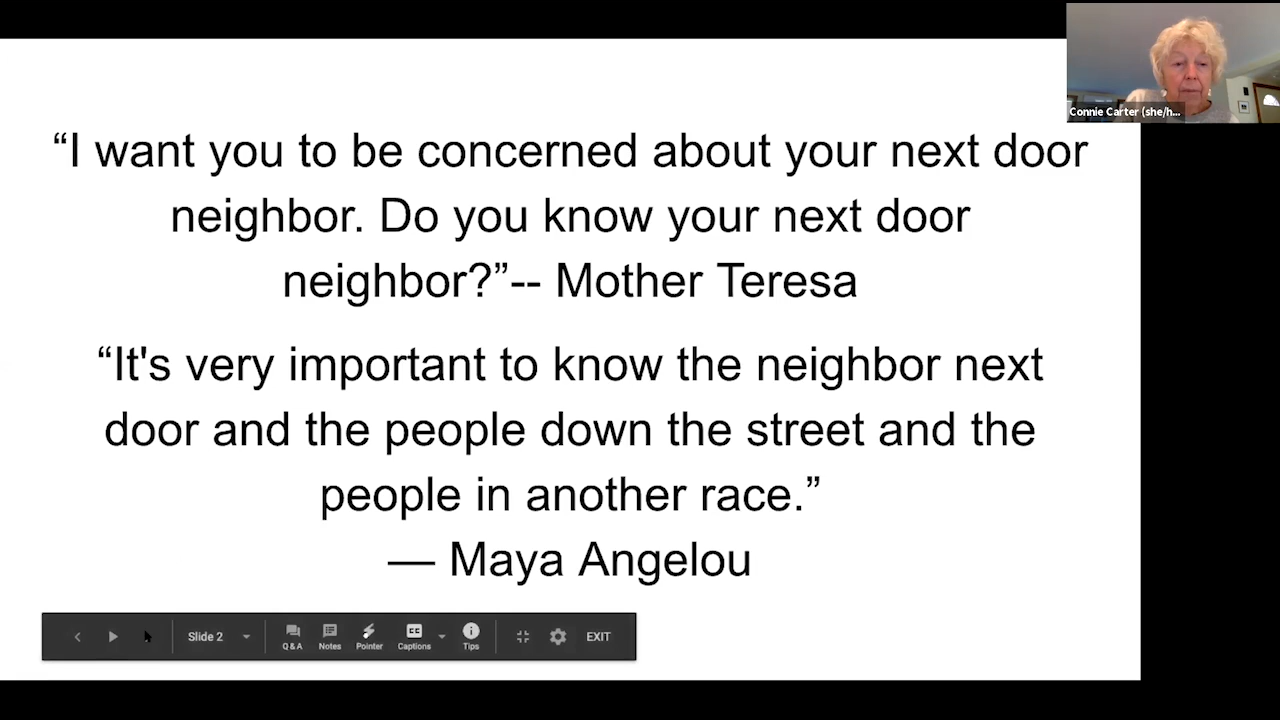 “I want you to be concerned about your next door
neighbor. Do you know your next door
neighbor?”-- Mother Teresa
“It's very important to know the neighbor next
door and the people down the street and the
people in another race.”
— Maya Angelou
Connie Carter (she/h...
Slide 2
Q&A
Notes
Pointer
CC
Captions
Tips
EXIT